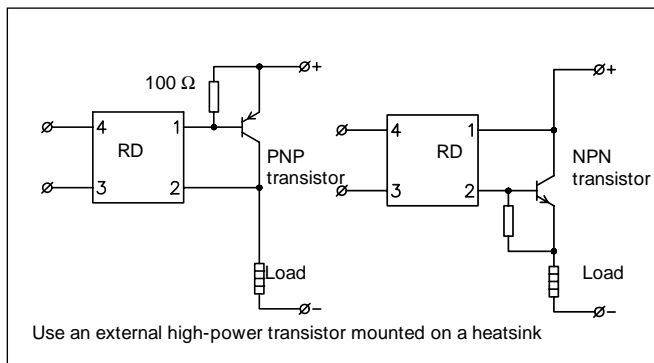 100 Ω
+
4
1
RD
3
2
PNP
transistor
Load
−
+
4
1
RD
3
2
NPN
transistor
Load
−
Use an external high-power transistor mounted on a heatsink